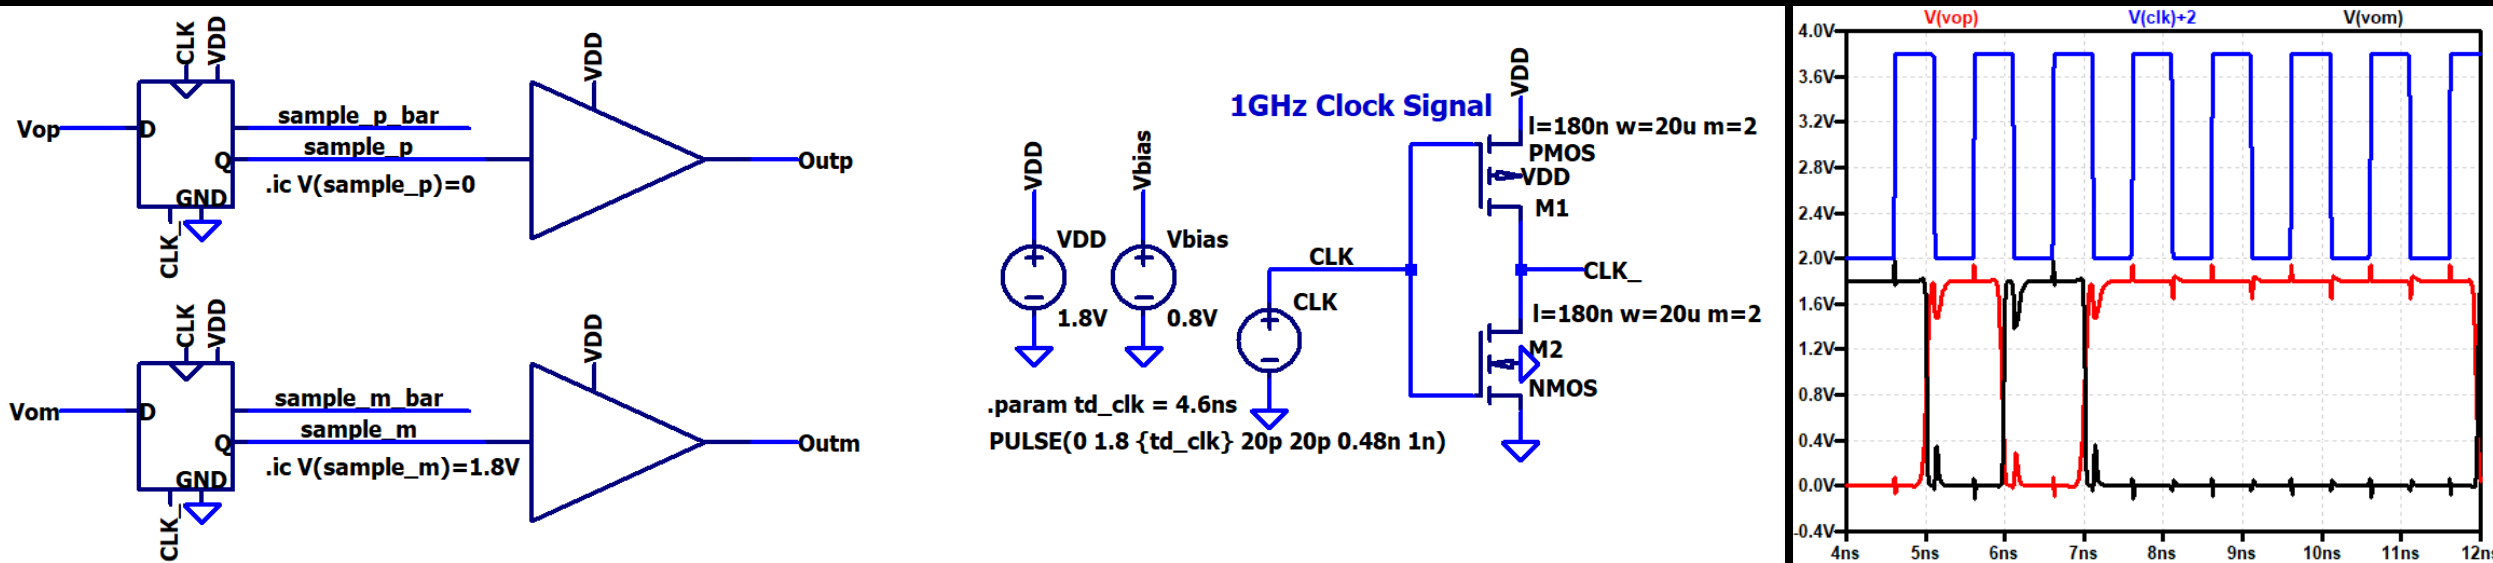 CLK
VDD
Vop
D
sample_p_bar
sample_p
Q
.ic V(sample_p)=0
GND
CLK_
VDD
Outp
CLK
VDD
Vom
D
sample_m_bar
sample_m
Q
.ic V(sample_m)=1.8V
GND
CLK_
VDD
Outm
VDD
VDD
1.8V
Vbias
Vbias
0.8V
1GHz Clock Signal
VDD
l=180n w=20u m=2
PMOS
VDD
M1
CLK
CLK_
CLK
l=180n w=20u m=2
M2
NMOS
.param td_clk = 4.6ns
PULSE(0 1.8 {td_clk} 20p 20p 0.48n 1n)
V(vop) V(clk)+2 V(vom)
4.0V
3.6V
3.2V
2.8V
2.4V
2.0V
1.6V
1.2V
0.8V
0.4V
0.0V
-0.4V
4ns 5ns 6ns 7ns 8ns 9ns 10ns 11ns 12ns